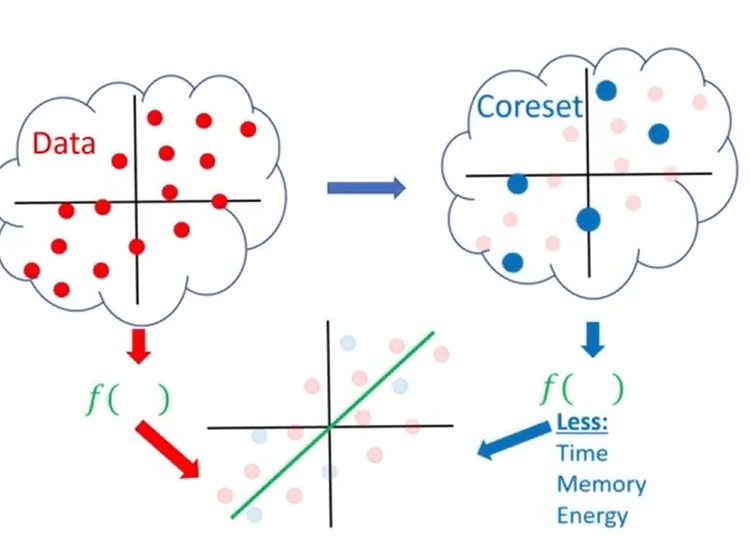 Data
Coreset
f( )
f( )
Less:
Time
Memory
Energy